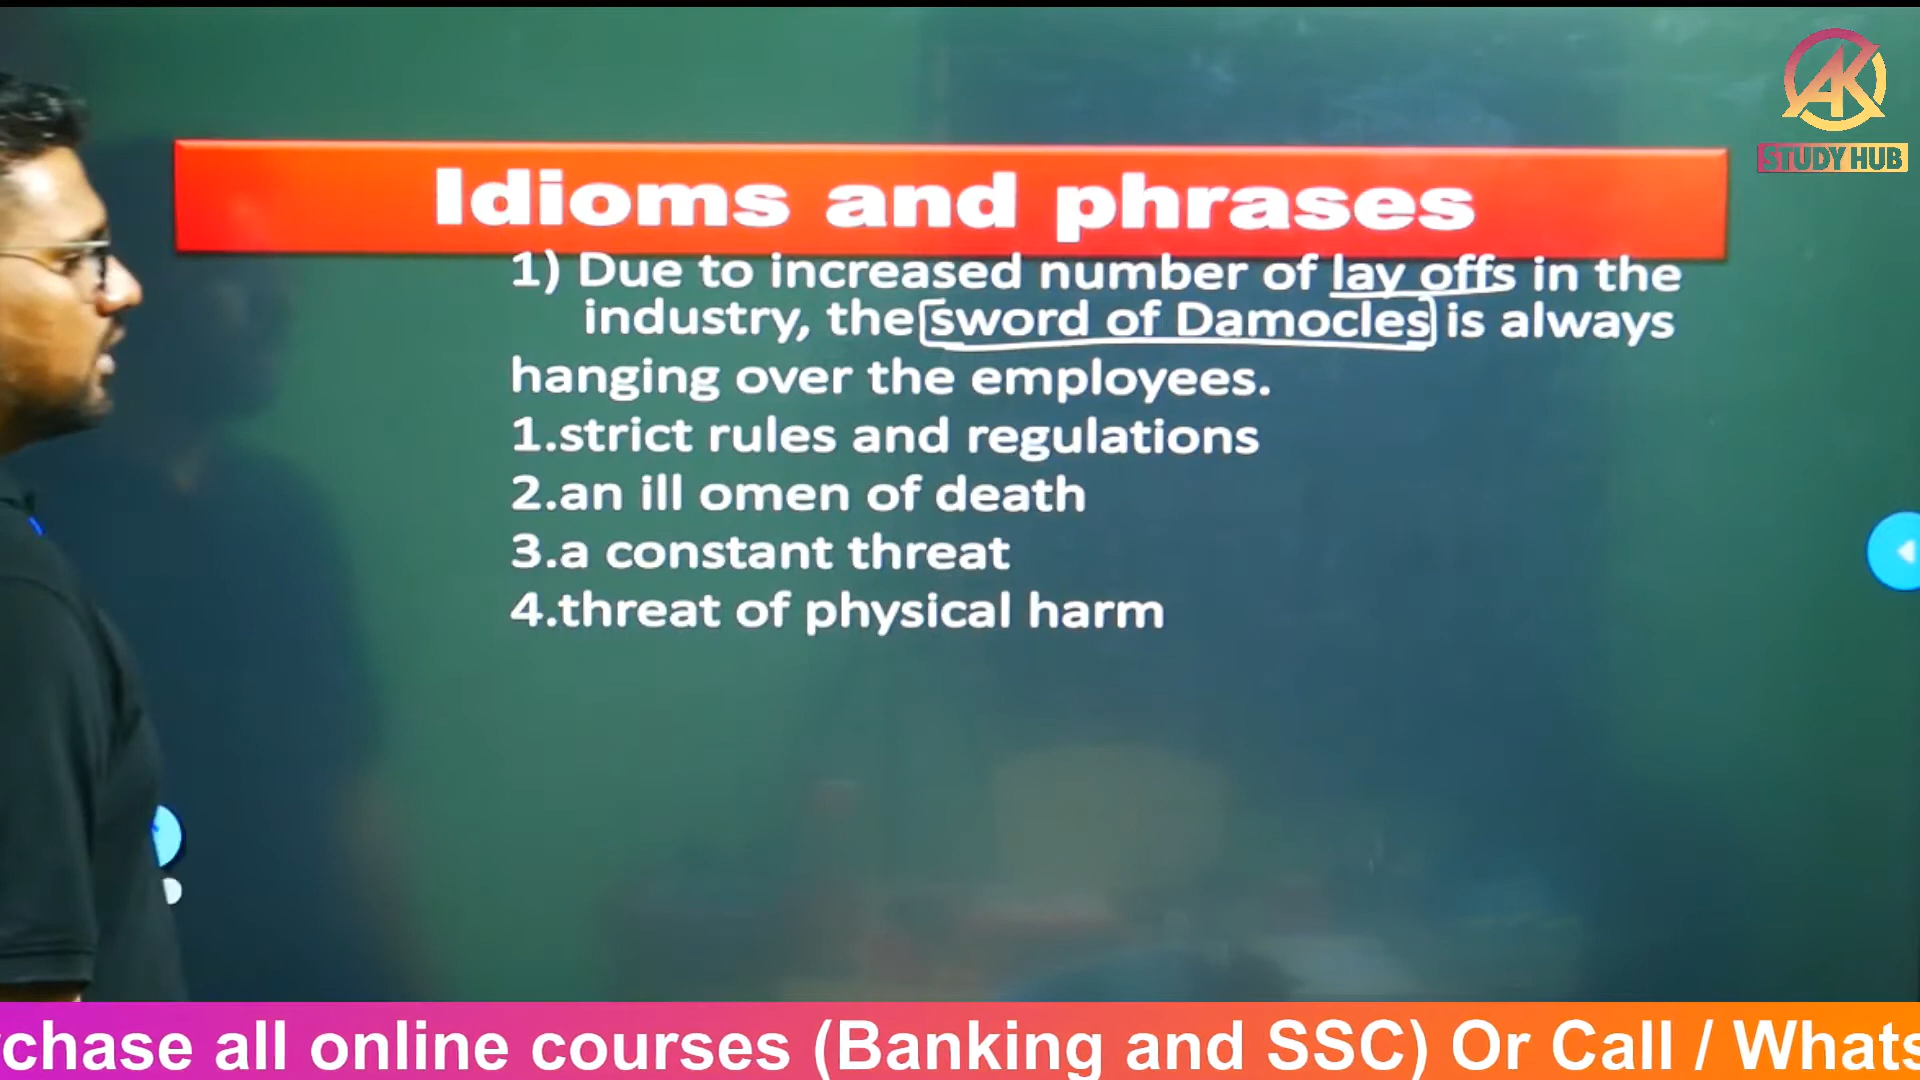 AK
STUDY HUB
Idioms and phrases
1) Due to increased number of lay offs in the
industry, the sword of Damocles is always
hanging over the employees.
1.strict rules and regulations
2.an ill omen of death
3.a constant threat
4.threat of physical harm
chase all online courses (Banking and SSC) Or Call / Whats